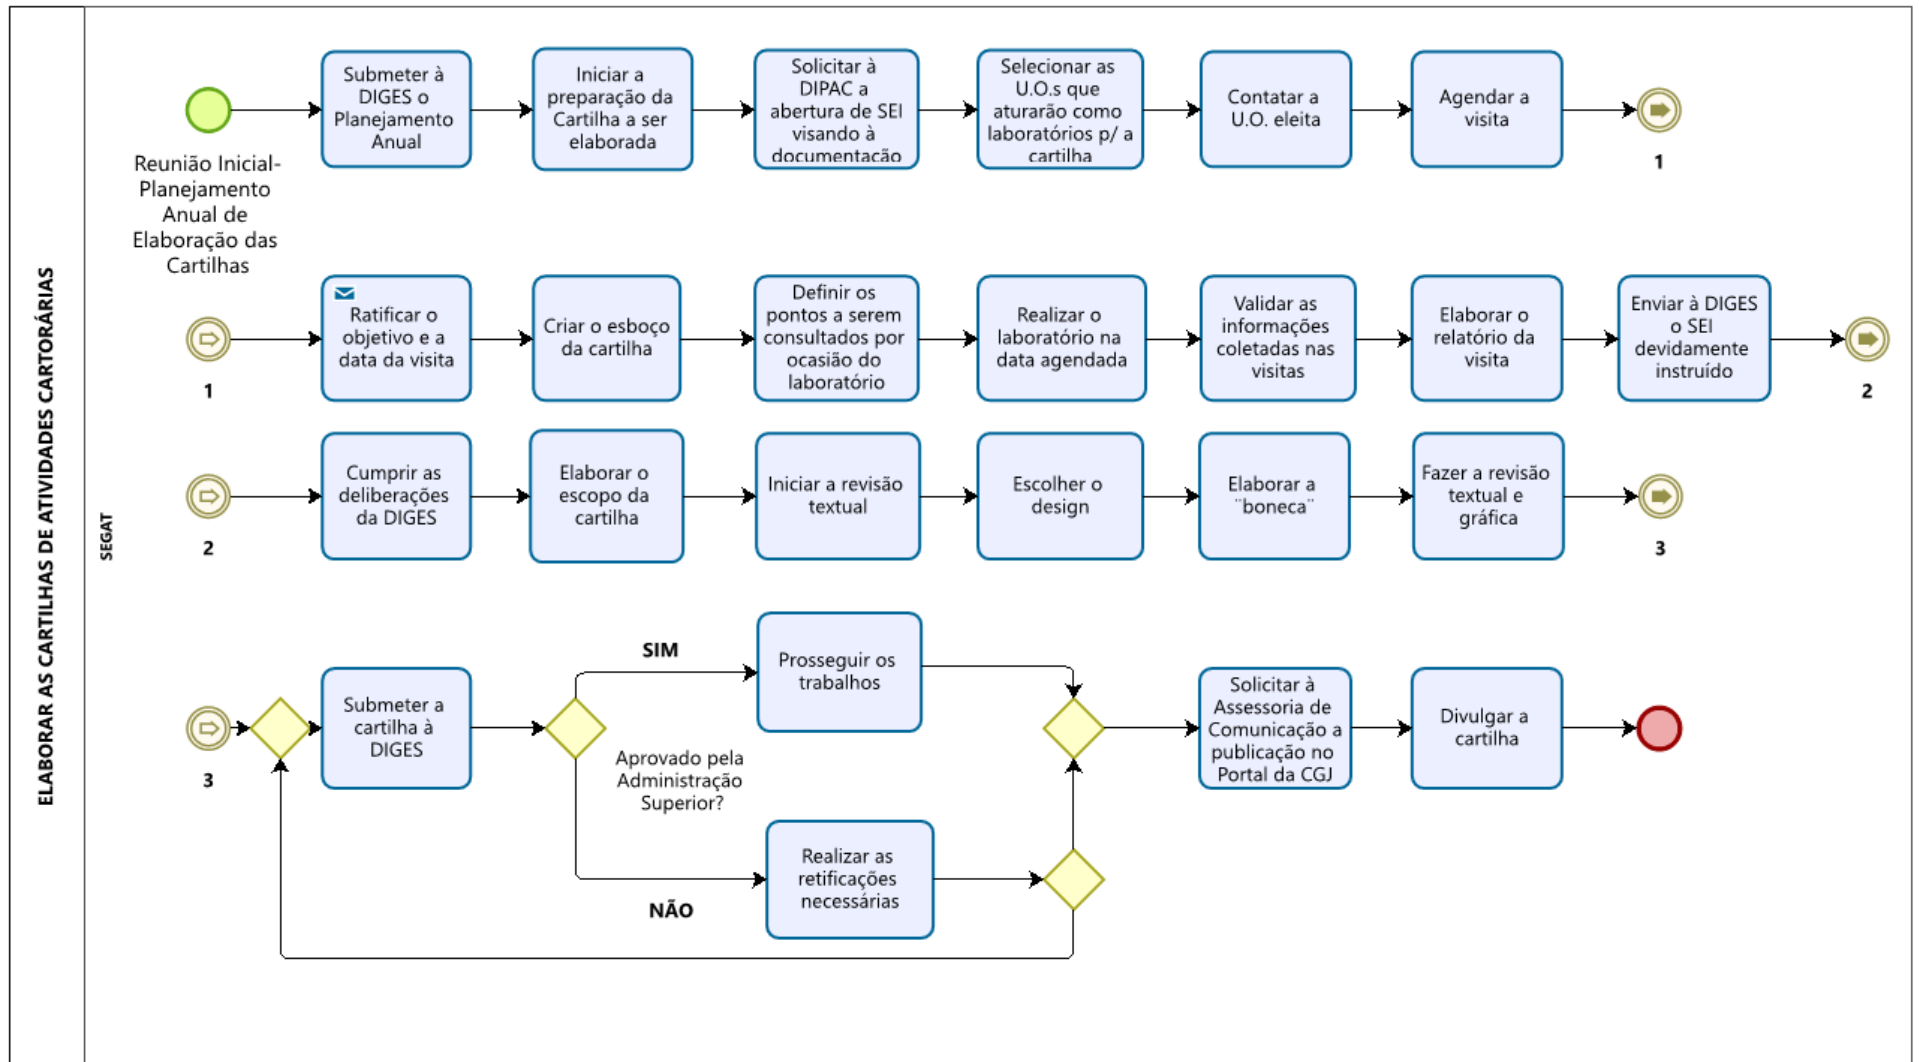 ELABORAR AS CARTILHAS DE ATIVIDADES CARTORÁRIAS
SEGAT
Reunião Inicial-
Planejamento
Anual de
Elaboração das
Cartilhas
Submeter à
DIGES o
Planejamento
Anual
Iniciar a
preparação da
Cartilha a ser
elaborada
Solicitar à
DIPAC a
abertura de SEI
visando à
documentação
Selecionar as
U.O.s que
aturarão como
laboratórios p/ a
cartilha
Contatar a
U.O. eleita
Agendar a
visita
1
1
Ratificar o
objetivo e a
data da visita
Criar o esboço
da cartilha
Definir os
pontos a serem
consultados por
ocasião do
laboratório
Realizar o
laboratório na
data agendada
Validar as
informações
coletadas nas
visitas
Elaborar o
relatório da
visita
Enviar à DIGES
o SEI
devidamente
instruído
2
2
Cumprir as
deliberações
da DIGES
Elaborar o
escopo da
cartilha
Iniciar a revisão
textual
Escolher o
design
Elaborar a
¨boneca¨
Fazer a revisão
textual e
gráfica
3
3
Submeter a
cartilha à
DIGES
Aprovado pela
Administração
Superior?
SIM
Prosseguir os
trabalhos
NÃO
Realizar as
retificações
necessárias
Solicitar à
Assessoria de
Comunicação a
publicação no
Portal da CGJ
Divulgar a
cartilha